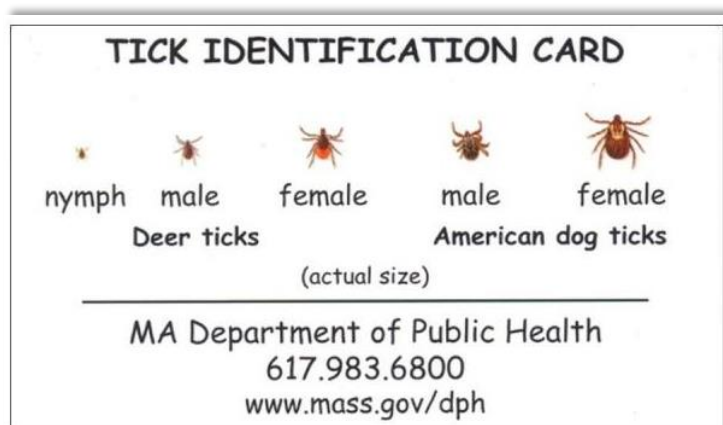 TICK IDENTIFICATION CARD
nymph male female male female
Deer ticks American dog ticks
(actual size)
MA Department of Public Health
617.983.6800
www.mass.gov/dph